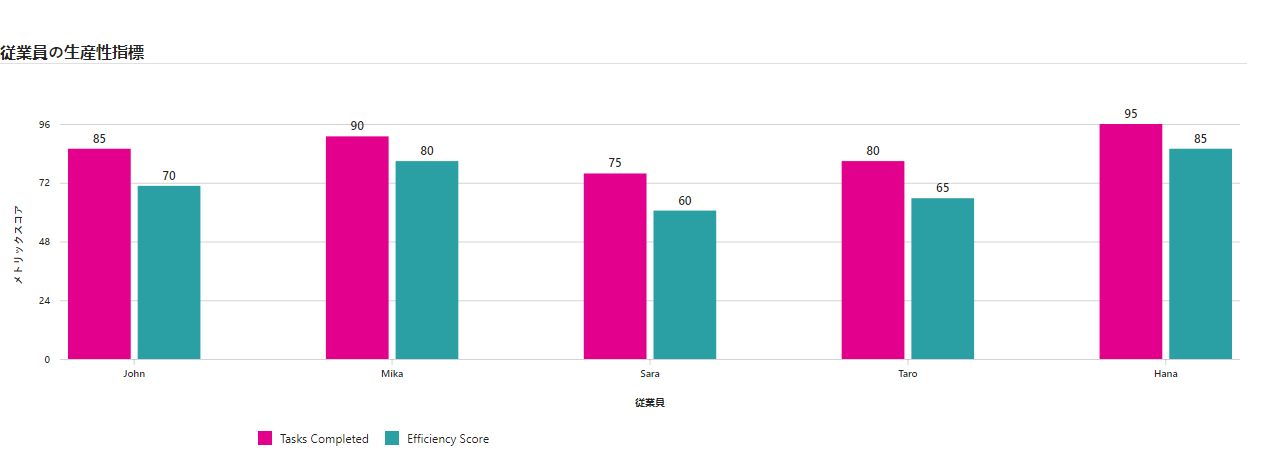 従業員の生産性指標
96
72
48
24
0
メトリックスコア
85
70
90
80
75
60
80
65
95
85
John
Mika
Sara
Taro
Hana
従業員
Tasks Completed
Efficiency Score